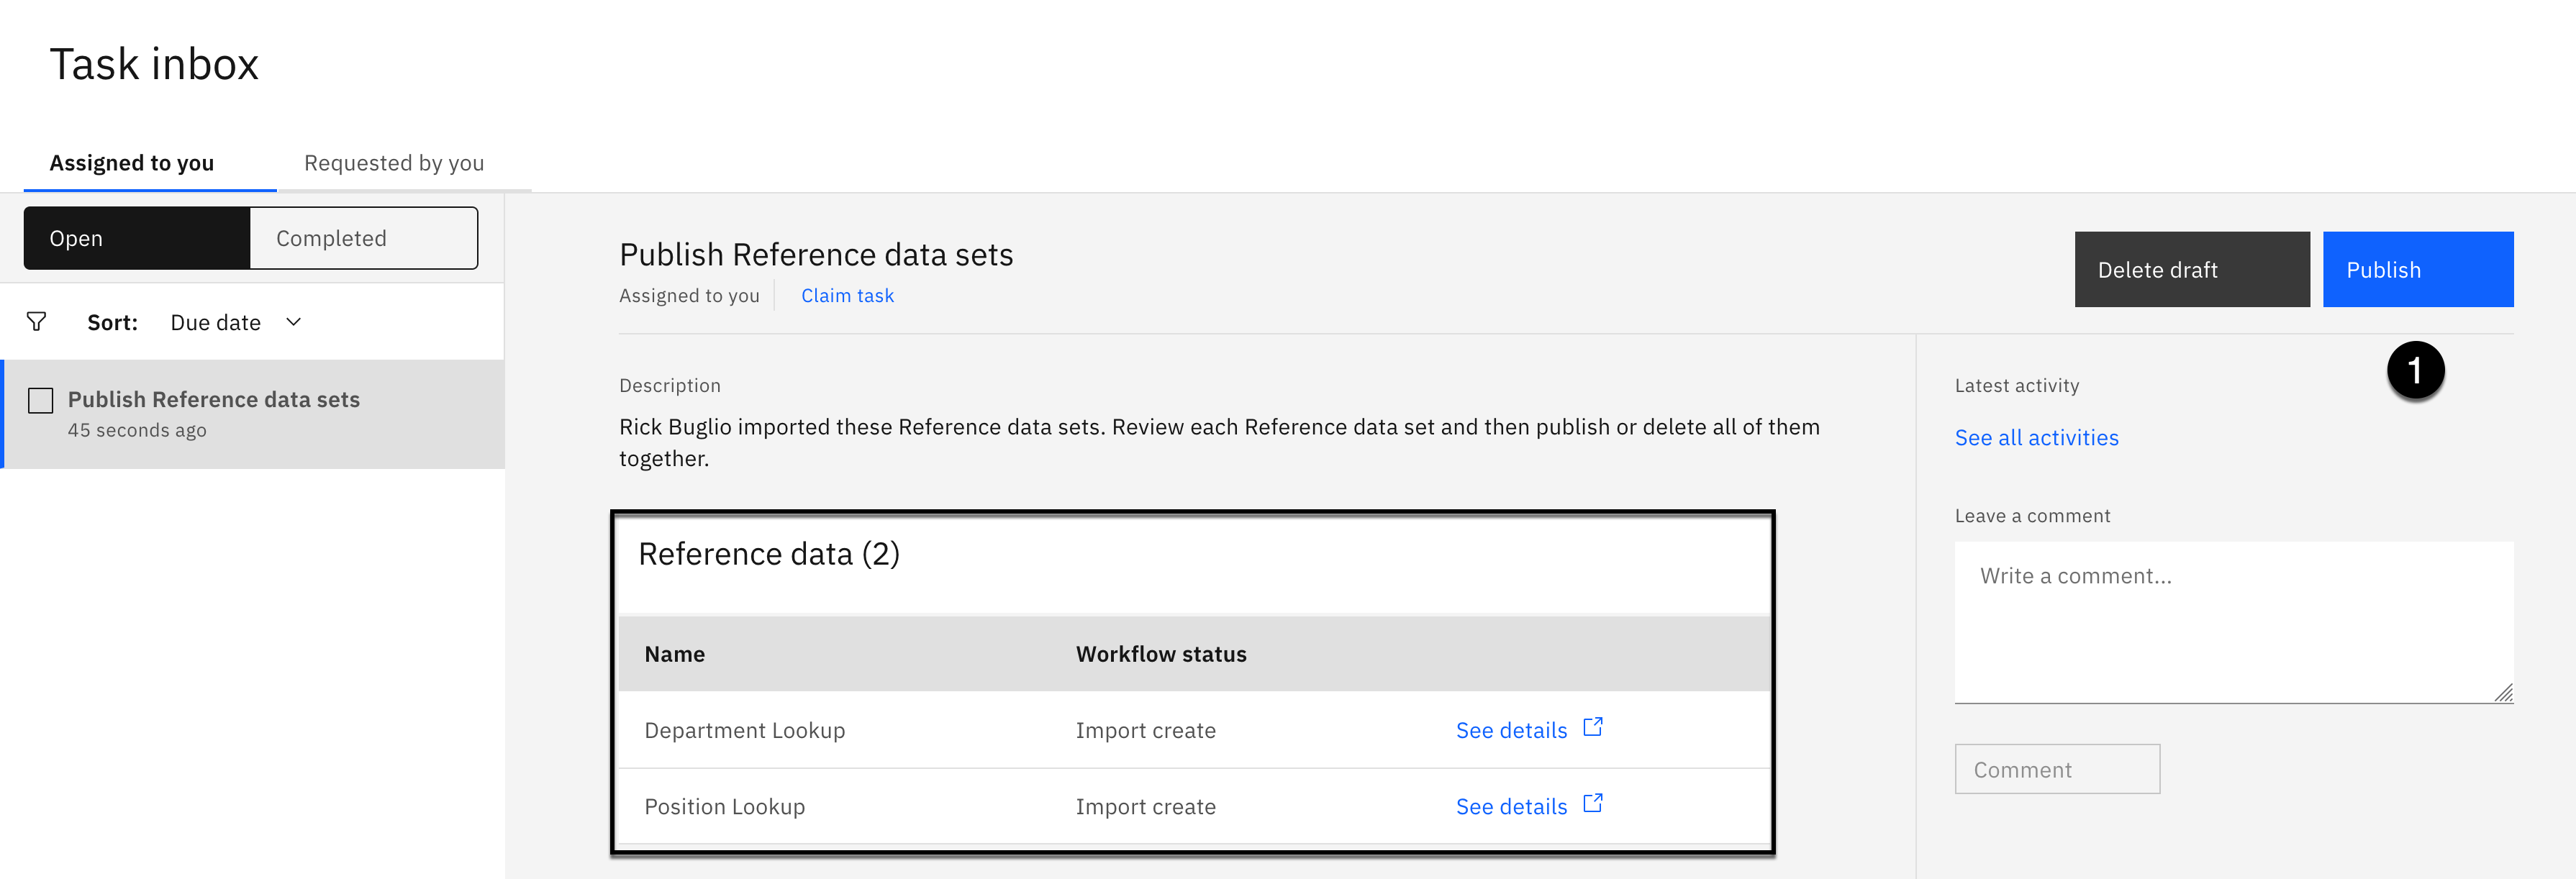 Task inbox
Assigned to you
Requested by you
Open
Completed
Sort: Due date
Publish Reference data sets
45 seconds ago
Publish Reference data sets
Assigned to you
Claim task
Delete draft
Publish
Description
Rick Buglio imported these Reference data sets. Review each Reference data set and then publish or delete all of them
together.
Reference data (2)
Name Workflow status
Department Lookup Import create See details
Position Lookup Import create See details
1
Latest activity
See all activities
Leave a comment
Write a comment...
Comment